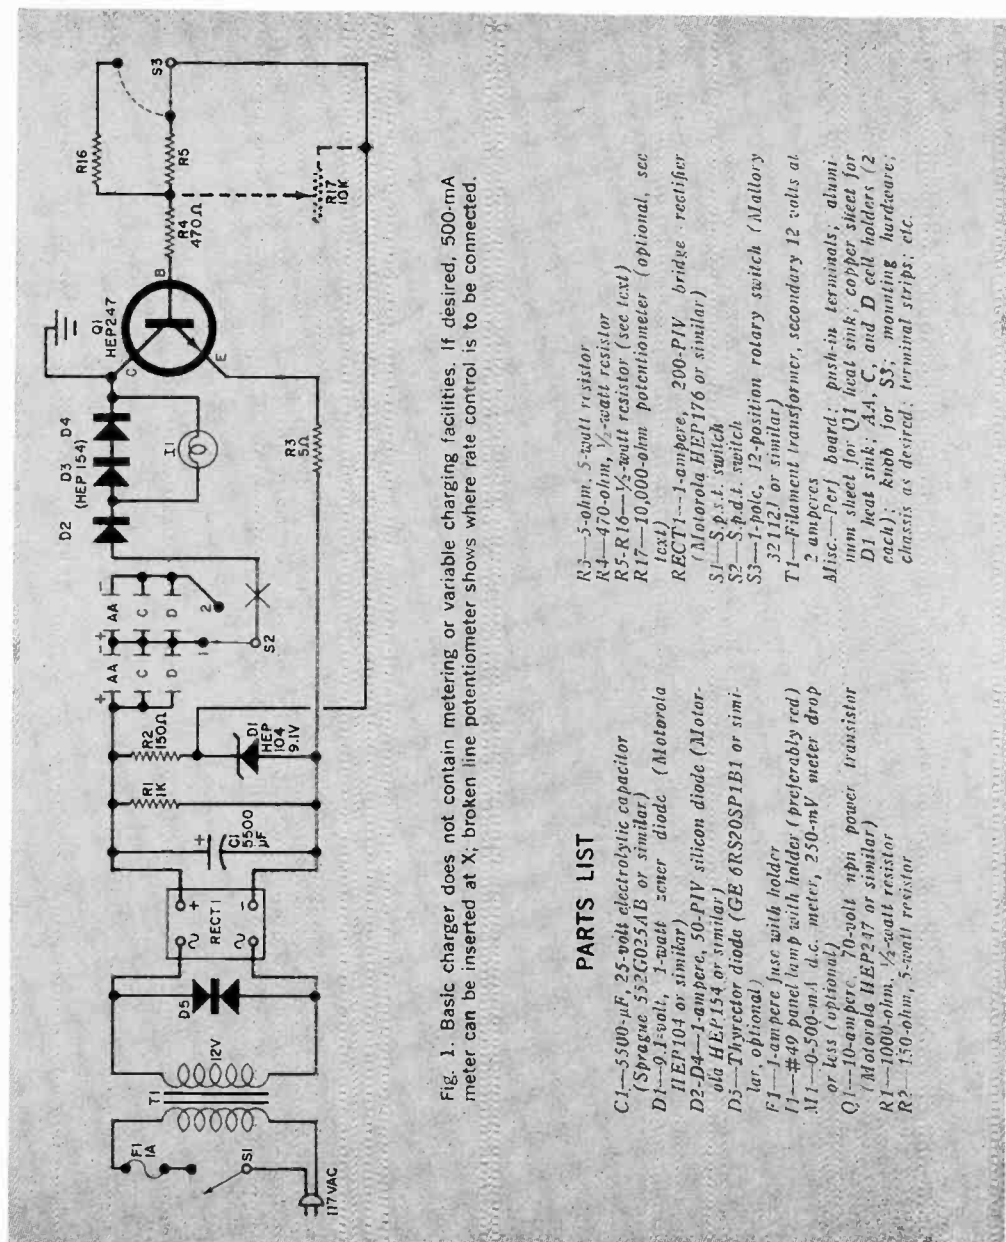 F1
1A
S1
117 VAC
T1
12V
D5
RECT1
+
-
C1
5500
µF
+
R1
1K
R2
150Ω
D1
HEP
104
9.1V
+ AA - + AA -
C C
D D
1
2
S2
D2
D3 D4
(HEP 154)
I1
R3
5Ω
Q1
HEP247
C
B
E
R4
470Ω
R5
R16
S3
R17
10K
Fig. 1. Basic charger does not contain metering or variable charging facilities. If desired, 500-mA
meter can be inserted at X; broken line potentiometer shows where rate control is to be connected.
PARTS LIST
C1—5500-µF, 25-volt electrolytic capacitor
(Sprague 552G025AB or similar)
D1—9.1-volt, 1-watt zener diode (Motorola
HEP104 or similar)
D2-D4—1-ampere, 50-PIV silicon diode (Motor-
ola HEP154 or similar)
D5—Thyrector diode (GE 6RS20SP1B1 or simi-
lar, optional)
F1—1-ampere fuse with holder
I1—#49 panel lamp with holder (preferably red)
M1—0-500-mA d.c. meter, 250-mV meter drop
or less (optional)
Q1—10-ampere, 70-volt npn power transistor
(Motorola HEP247 or similar)
R1—1000-ohm, ½-watt resistor
R2—150-ohm, 5-watt resistor
R3—5-ohm, 5-watt resistor
R4—470-ohm, ½-watt resistor
R5-R16—½-watt resistor (see text)
R17—10,000-ohm potentiometer (optional, see
text)
RECT1—1-ampere, 200-PIV bridge rectifier
(Motorola HEP176 or similar)
S1—S.p.s.t. switch
S2—S.p.d.t. switch
S3—1-pole, 12-position rotary switch (Mallory
32112J or similar)
T1—Filament transformer, secondary 12 volts at
2 amperes
Misc.—Perf board; push-in terminals; alumi
num sheet for Q1 heat sink; copper sheet for
D1 heat sink; AA, C, and D cell holders (2
each); knob for S3; mounting hardware;
chassis as desired; terminal strips; etc.